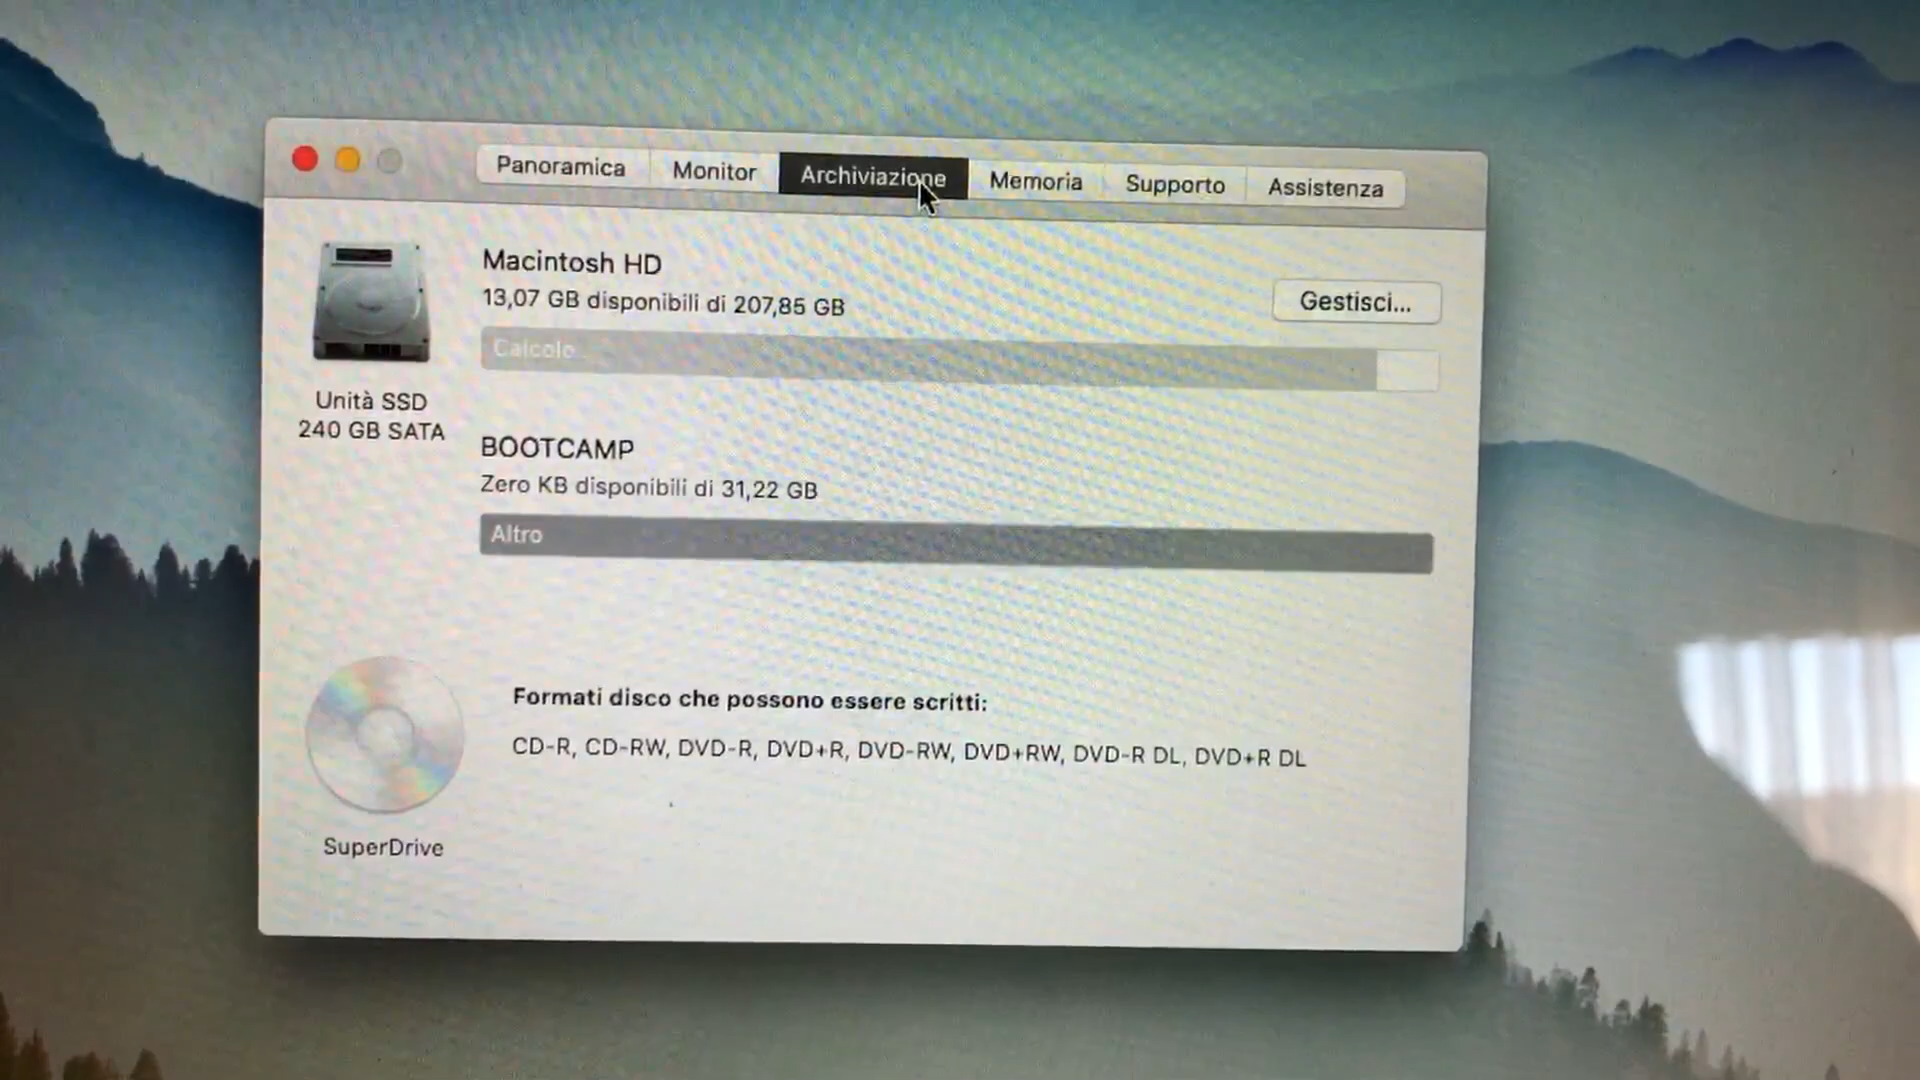 Panoramica
Monitor
Archiviazione
Memoria
Supporto
Assistenza
Macintosh HD
13,07 GB disponibili di 207,85 GB
Gestisci...
Calcolo...
Unità SSD
240 GB SATA
BOOTCAMP
Zero KB disponibili di 31,22 GB
Altro
Formati disco che possono essere scritti:
CD-R, CD-RW, DVD-R, DVD+R, DVD-RW, DVD+RW, DVD-R DL, DVD+R DL
SuperDrive